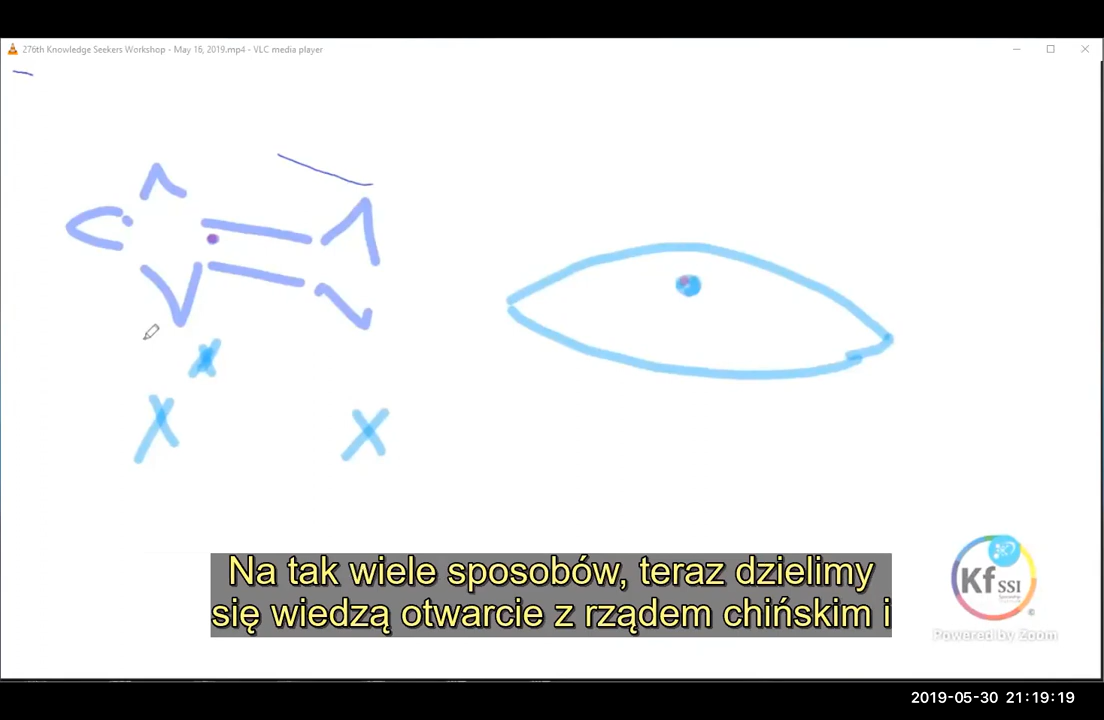 276th Knowledge Seekers Workshop - May 16, 2019.mp4 - VLC media player
X
X
X
Na tak wiele sposobów, teraz dzielimy
się wiedzą otwarcie z rządem chińskim i
Kf SSI
Powered by Zoom
2019-05-30 21:19:19